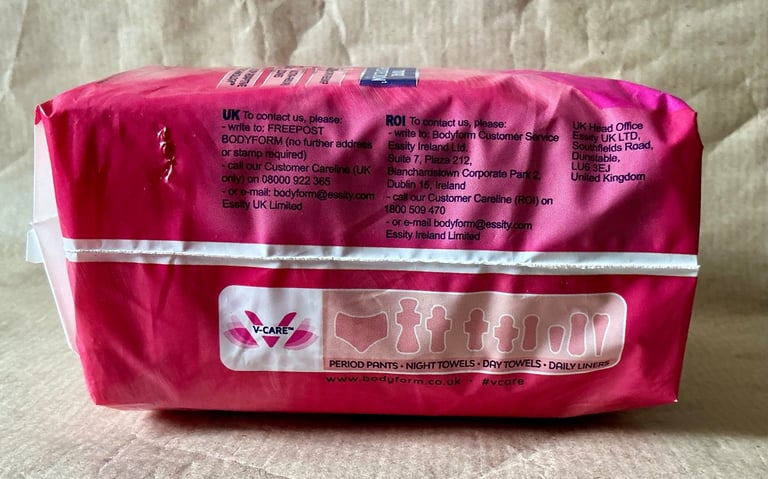 UK To contact us, please:
- write to: FREEPOST
BODYFORM (no further address
or stamp required)
- call our Customer Careline (UK
only) on 08000 922 365
- or e-mail: bodyform@essity.com
Essity UK Limited
ROI To contact us, please:
- write to: Bodyform Customer Service
Essity Ireland Ltd.
Suite 7, Plaza 212,
Blanchardstown Corporate Park 2,
Dublin 15, Ireland
- call our Customer Careline (ROI) on
1800 509 470
- or e-mail bodyform@essity.com
Essity Ireland Limited
UK Head Office
Essity UK LTD,
Southfields Road,
Dunstable,
LU6 3EJ
United Kingdom
V-CARE™
PERIOD PANTS • NIGHT TOWELS • DAY TOWELS • DAILY LINERS
www.bodyform.co.uk • #vcare